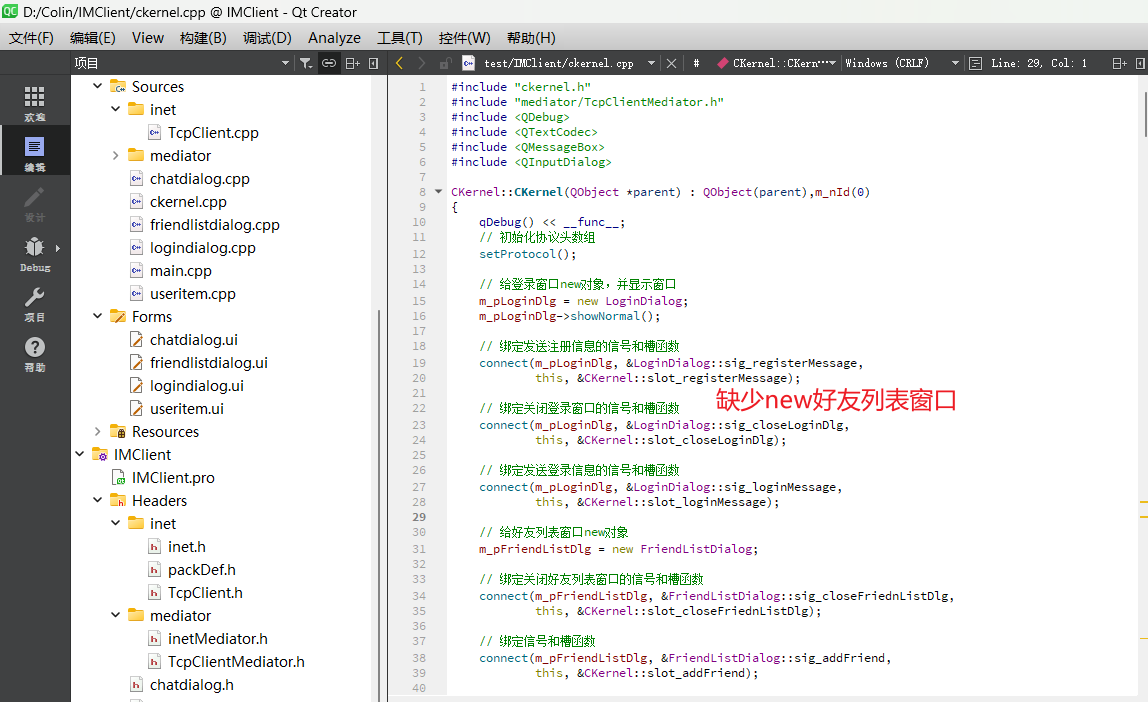 D:/Colin/IMClient/ckernel.cpp @ IMClient - Qt Creator
文件(F) 编辑(E) View 构建(B) 调试(D) Analyze 工具(T) 控件(W) 帮助(H)
项目
test/IMClient/ckernel.cpp # CKernel::CKern··· Windows (CRLF) Line: 29, Col: 1
欢迎
编辑
设计
Debug
项目
帮助
Sources
inet
TcpClient.cpp
mediator
chatdialog.cpp
ckernel.cpp
friendlistdialog.cpp
logindialog.cpp
main.cpp
useritem.cpp
Forms
chatdialog.ui
friendlistdialog.ui
logindialog.ui
useritem.ui
Resources
IMClient
IMClient.pro
Headers
inet
inet.h
packDef.h
TcpClient.h
mediator
inetMediator.h
TcpClientMediator.h
chatdialog.h
1 #include "ckernel.h"
2 #include "mediator/TcpClientMediator.h"
3 #include <QDebug>
4 #include <QTextCodec>
5 #include <QMessageBox>
6 #include <QInputDialog>
7
8 CKernel::CKernel(QObject *parent) : QObject(parent),m_nId(0)
9 {
10 qDebug() << __func__;
11 // 初始化协议头数组
12 setProtocol();
13
14 // 给登录窗口new对象，并显示窗口
15 m_pLoginDlg = new LoginDialog;
16 m_pLoginDlg->showNormal();
17
18 // 绑定发送注册信息的信号和槽函数
19 connect(m_pLoginDlg, &LoginDialog::sig_registerMessage,
20 this, &CKernel::slot_registerMessage);
21
缺少new好友列表窗口
22 // 绑定关闭登录窗口的信号和槽函数
23 connect(m_pLoginDlg, &LoginDialog::sig_closeLoginDlg,
24 this, &CKernel::slot_closeLoginDlg);
25
26 // 绑定发送登录信息的信号和槽函数
27 connect(m_pLoginDlg, &LoginDialog::sig_loginMessage,
28 this, &CKernel::slot_loginMessage);
29
30 // 给好友列表窗口new对象
31 m_pFriendListDlg = new FriendListDialog;
32
33 // 绑定关闭好友列表窗口的信号和槽函数
34 connect(m_pFriendListDlg, &FriendListDialog::sig_closeFriednListDlg,
35 this, &CKernel::slot_closeFriednListDlg);
36
37 // 绑定信号和槽函数
38 connect(m_pFriendListDlg, &FriendListDialog::sig_addFriend,
39 this, &CKernel::slot_addFriend);
40